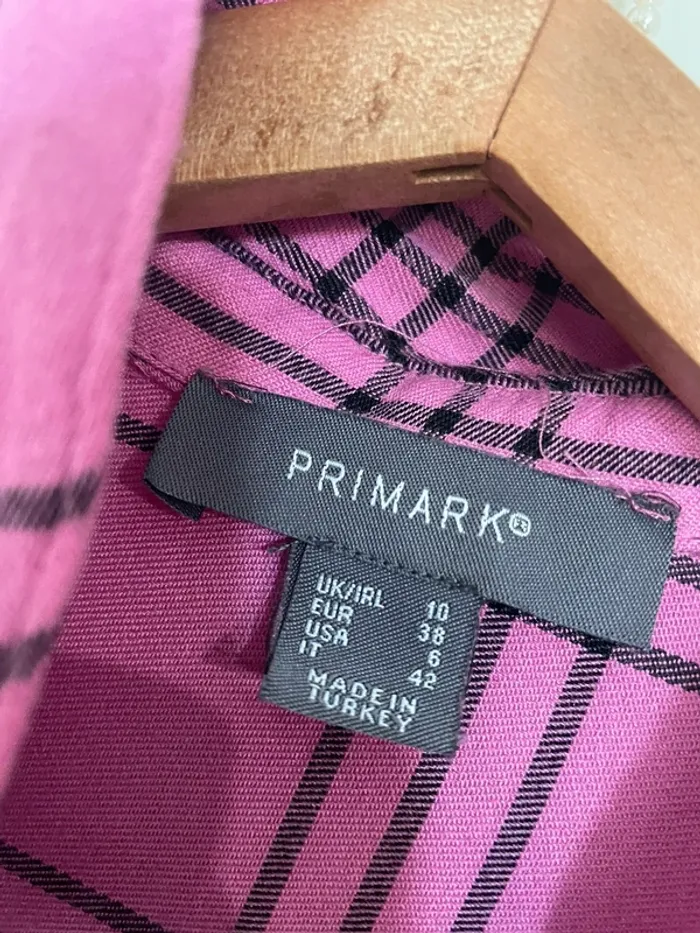 PRIMARK®
UK/IRL 10
EUR 38
USA 6
IT 42
MADE IN
TURKEY